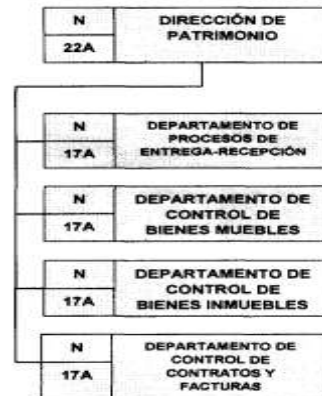 N
22A
DIRECCIÓN DE
PATRIMONIO
N
17A
DEPARTAMENTO DE
PROCESOS DE
ENTREGA-RECEPCIÓN
N
17A
DEPARTAMENTO DE
CONTROL DE
BIENES MUEBLES
N
17A
DEPARTAMENTO DE
CONTROL DE
BIENES INMUEBLES
N
17A
DEPARTAMENTO DE
CONTROL DE
CONTRATOS Y
FACTURAS